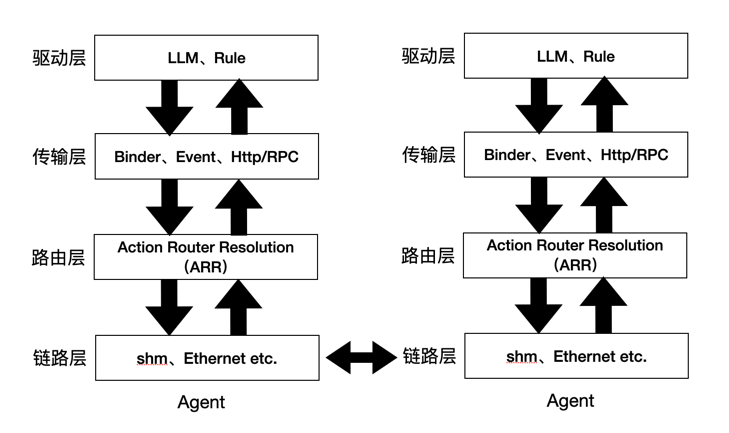 驱动层
LLM、Rule
传输层
Binder、Event、Http/RPC
路由层
Action Router Resolution
（ARR）
链路层
shm、Ethernet etc.
Agent
驱动层
LLM、Rule
传输层
Binder、Event、Http/RPC
路由层
Action Router Resolution
（ARR）
链路层
shm、Ethernet etc.
Agent